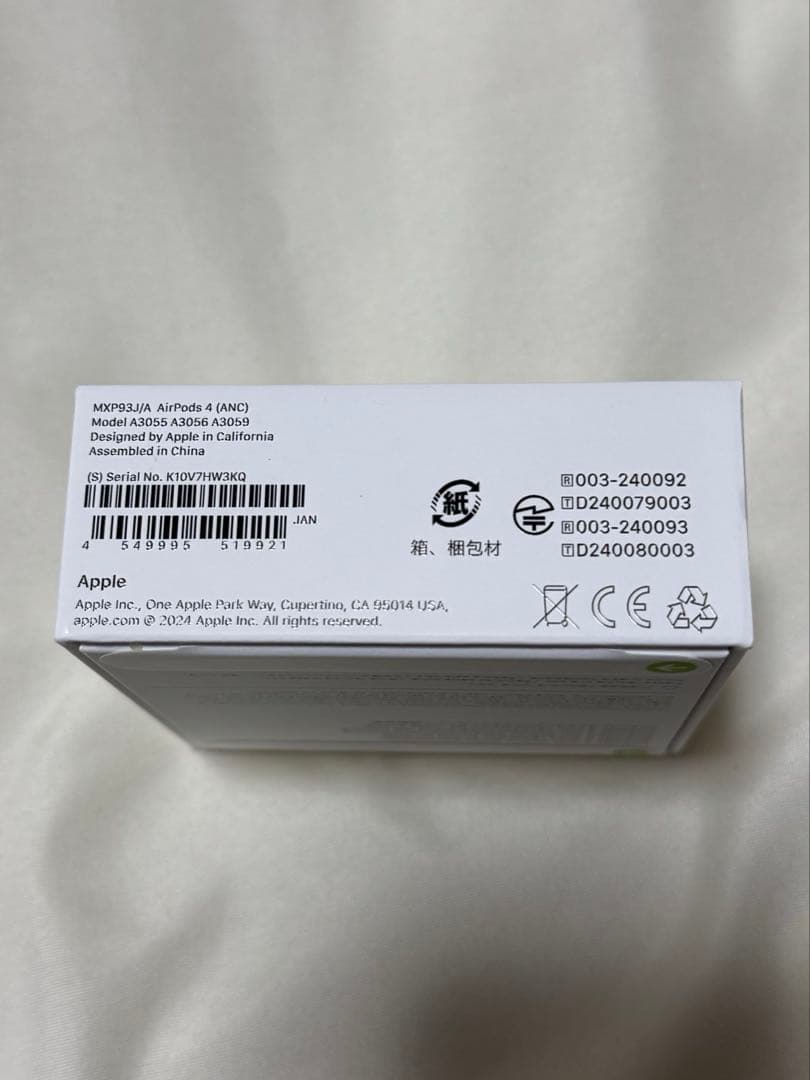 MXP93J/A AirPods 4 (ANC)
Model A3055 A3056 A3059
Designed by Apple in California
Assembled in China
(S) Serial No. K10V7HW3KQ
.JAN
4 549995 519921
紙
箱、梱包材
🅁003-240092
🅃D240079003
🅁003-240093
🅃D240080003
Apple
Apple Inc., One Apple Park Way, Cupertino, CA 95014 USA.
apple.com © 2024 Apple Inc. All rights reserved.
CE